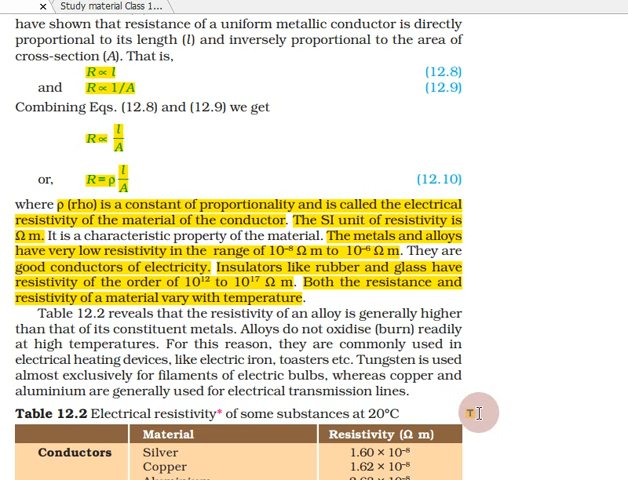 × Study material Class 1...
have shown that resistance of a uniform metallic conductor is directly
proportional to its length (l) and inversely proportional to the area of
cross-section (A). That is,
R ∝ l (12.8)
and R ∝ 1/A (12.9)
Combining Eqs. (12.8) and (12.9) we get
R ∝ l/A
or, R = ρ l/A (12.10)
where ρ (rho) is a constant of proportionality and is called the electrical
resistivity of the material of the conductor. The SI unit of resistivity is
Ω m. It is a characteristic property of the material. The metals and alloys
have very low resistivity in the range of 10⁻⁸ Ω m to 10⁻⁶ Ω m. They are
good conductors of electricity. Insulators like rubber and glass have
resistivity of the order of 10¹² to 10¹⁷ Ω m. Both the resistance and
resistivity of a material vary with temperature.
Table 12.2 reveals that the resistivity of an alloy is generally higher
than that of its constituent metals. Alloys do not oxidise (burn) readily
at high temperatures. For this reason, they are commonly used in
electrical heating devices, like electric iron, toasters etc. Tungsten is used
almost exclusively for filaments of electric bulbs, whereas copper and
aluminium are generally used for electrical transmission lines.
Table 12.2 Electrical resistivity* of some substances at 20°C
Material Resistivity (Ω m)
Conductors Silver 1.60 × 10⁻⁸
Copper 1.62 × 10⁻⁸